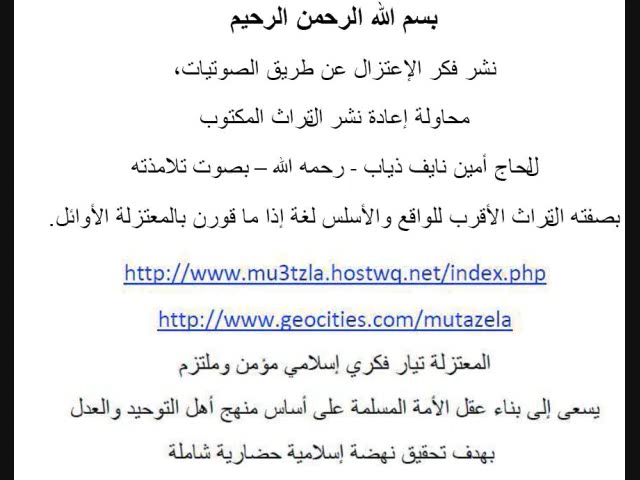 بسم الله الرحمن الرحيم
نشر فكر الإعتزال عن طريق الصوتيات،
محاولة إعادة نشر التراث المكتوب
للحاج أمين نايف ذياب - رحمه الله – بصوت تلامذته
بصفته التراث الأقرب للواقع والأسلس لغة إذا ما قورن بالمعتزلة الأوائل.
http://www.mu3tzla.hostwq.net/index.php
http://www.geocities.com/mutazela
المعتزلة تيار فكري إسلامي مؤمن وملتزم
يسعى إلى بناء عقل الأمة المسلمة على أساس منهج أهل التوحيد والعدل
بهدف تحقيق نهضة إسلامية حضارية شاملة